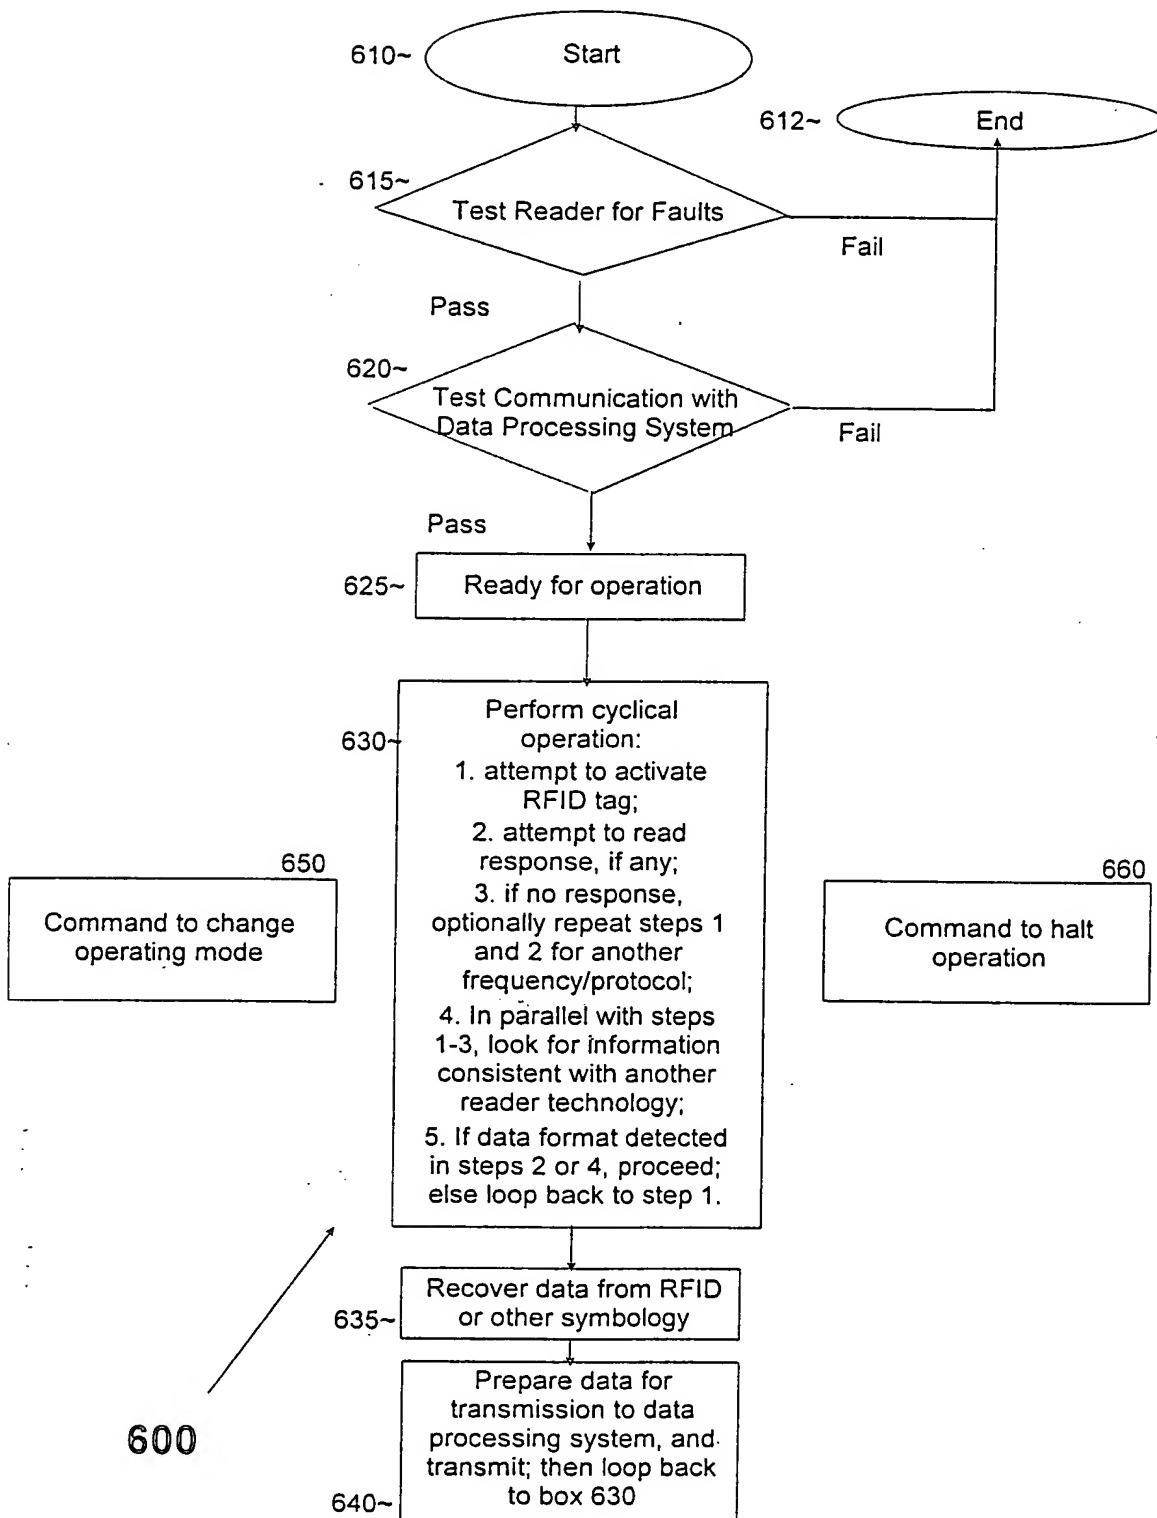 610~
Start
612~
End
615~
Test Reader for Faults
Fail
Pass
620~
Test Communication with
Data Processing System
Fail
Pass
625~
Ready for operation
630~
Perform cyclical
operation:
1. attempt to activate
RFID tag;
2. attempt to read
response, if any;
3. if no response,
optionally repeat steps 1
and 2 for another
frequency/protocol;
4. In parallel with steps
1-3, look for information
consistent with another
reader technology;
5. If data format detected
in steps 2 or 4, proceed;
else loop back to step 1.
650
Command to change
operating mode
660
Command to halt
operation
Recover data from RFID
or other symbology
635~
Prepare data for
transmission to data
processing system, and
transmit; then loop back
to box 630
640~
600